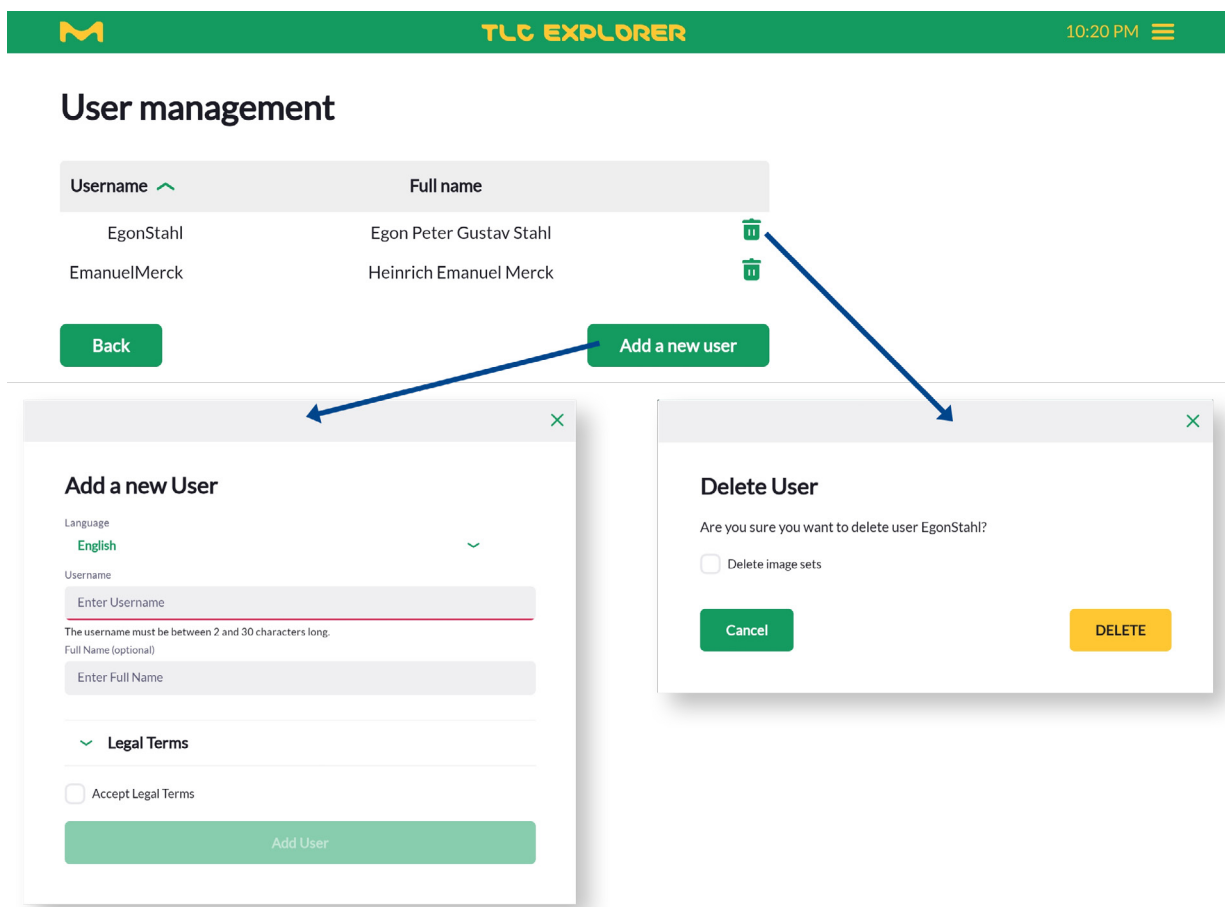 TLC EXPLORER
10:20 PM
User management
Username Full name
EgonStahl Egon Peter Gustav Stahl
EmanuelMerck Heinrich Emanuel Merck
Back Add a new user
Add a new User
Language
English
Username
Enter Username
The username must be between 2 and 30 characters long.
Full Name (optional)
Enter Full Name
Legal Terms
Accept Legal Terms
Add User
Delete User
Are you sure you want to delete user EgonStahl?
Delete image sets
Cancel DELETE